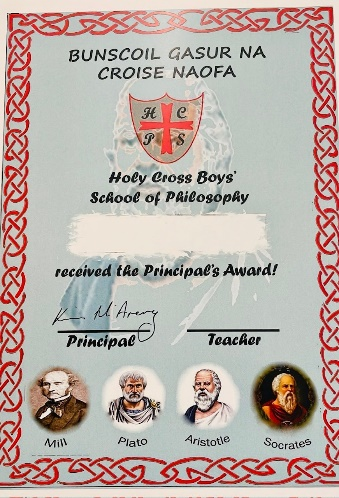 BUNSCOIL GASUR NA
CROISE NAOFA
H C
P S
Holy Cross Boys'
School of Philosophy
received the Principal's Award!
Principal Teacher
Mill Plato Aristotle Socrates